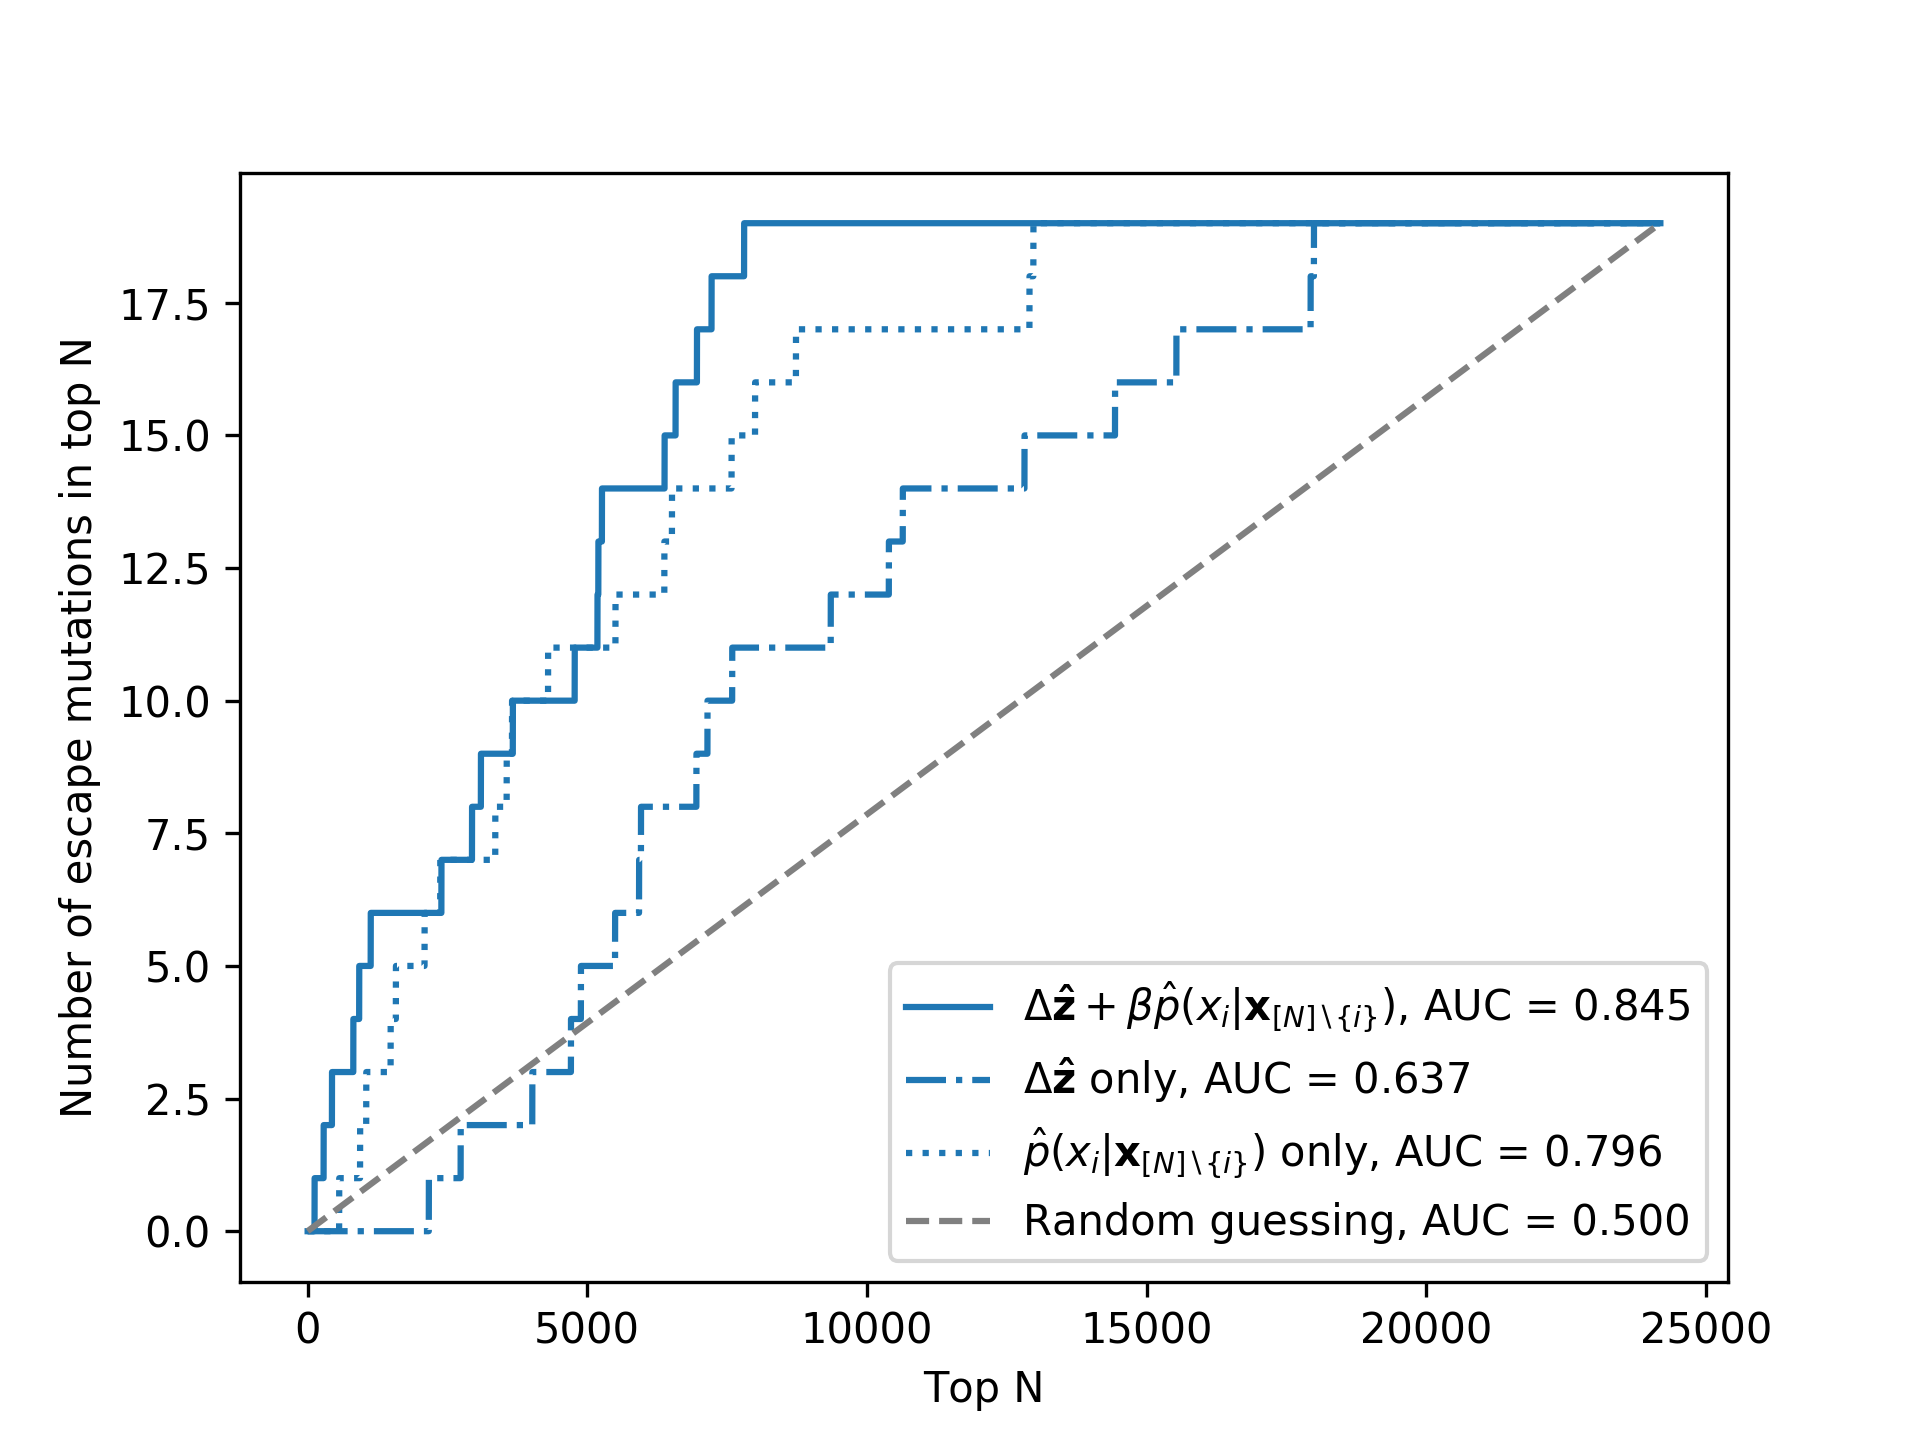 Number of escape mutations in top N
17.5
15.0
12.5
10.0
7.5
5.0
2.5
0.0
Δẑ + βp̂(xᵢ|x_{[N]\{i}}), AUC = 0.845
Δẑ only, AUC = 0.637
p̂(xᵢ|x_{[N]\{i}}) only, AUC = 0.796
Random guessing, AUC = 0.500
0 5000 10000 15000 20000 25000
Top N